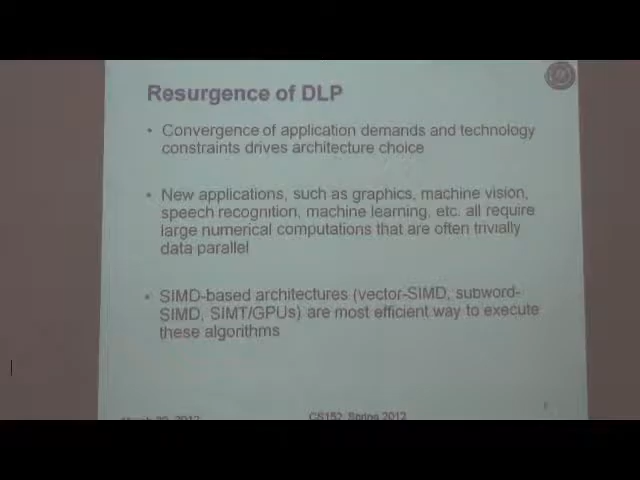 Resurgence of DLP
• Convergence of application demands and technology
constraints drives architecture choice
• New applications, such as graphics, machine vision,
speech recognition, machine learning, etc. all require
large numerical computations that are often trivially
data parallel
• SIMD-based architectures (vector-SIMD, subword-
SIMD, SIMT/GPUs) are most efficient way to execute
these algorithms
CS152, Spring 2012